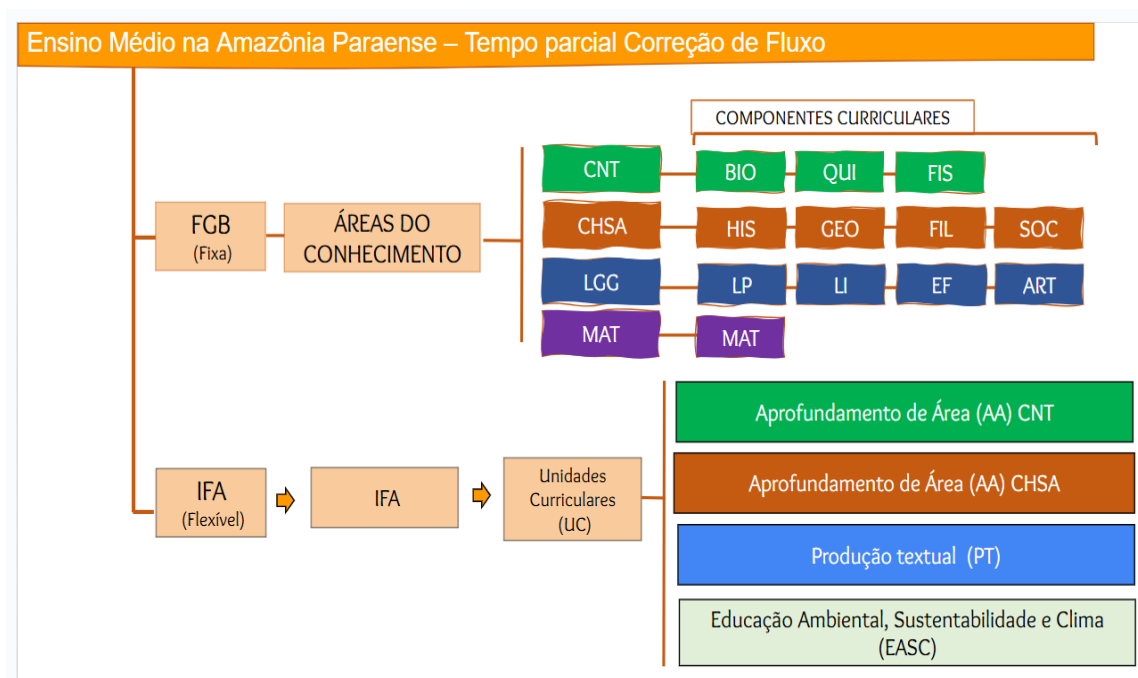 Ensino Médio na Amazônia Paraense – Tempo parcial Correção de Fluxo
COMPONENTES CURRICULARES
FGB
(Fixa)
ÁREAS DO
CONHECIMENTO
CNT
BIO
QUI
FIS
CHSA
HIS
GEO
FIL
SOC
LGG
LP
LI
EF
ART
MAT
MAT
IFA
(Flexível)
IFA
Unidades
Curriculares
(UC)
Aprofundamento de Área (AA) CNT
Aprofundamento de Área (AA) CHSA
Produção textual (PT)
Educação Ambiental, Sustentabilidade e Clima
(EASC)